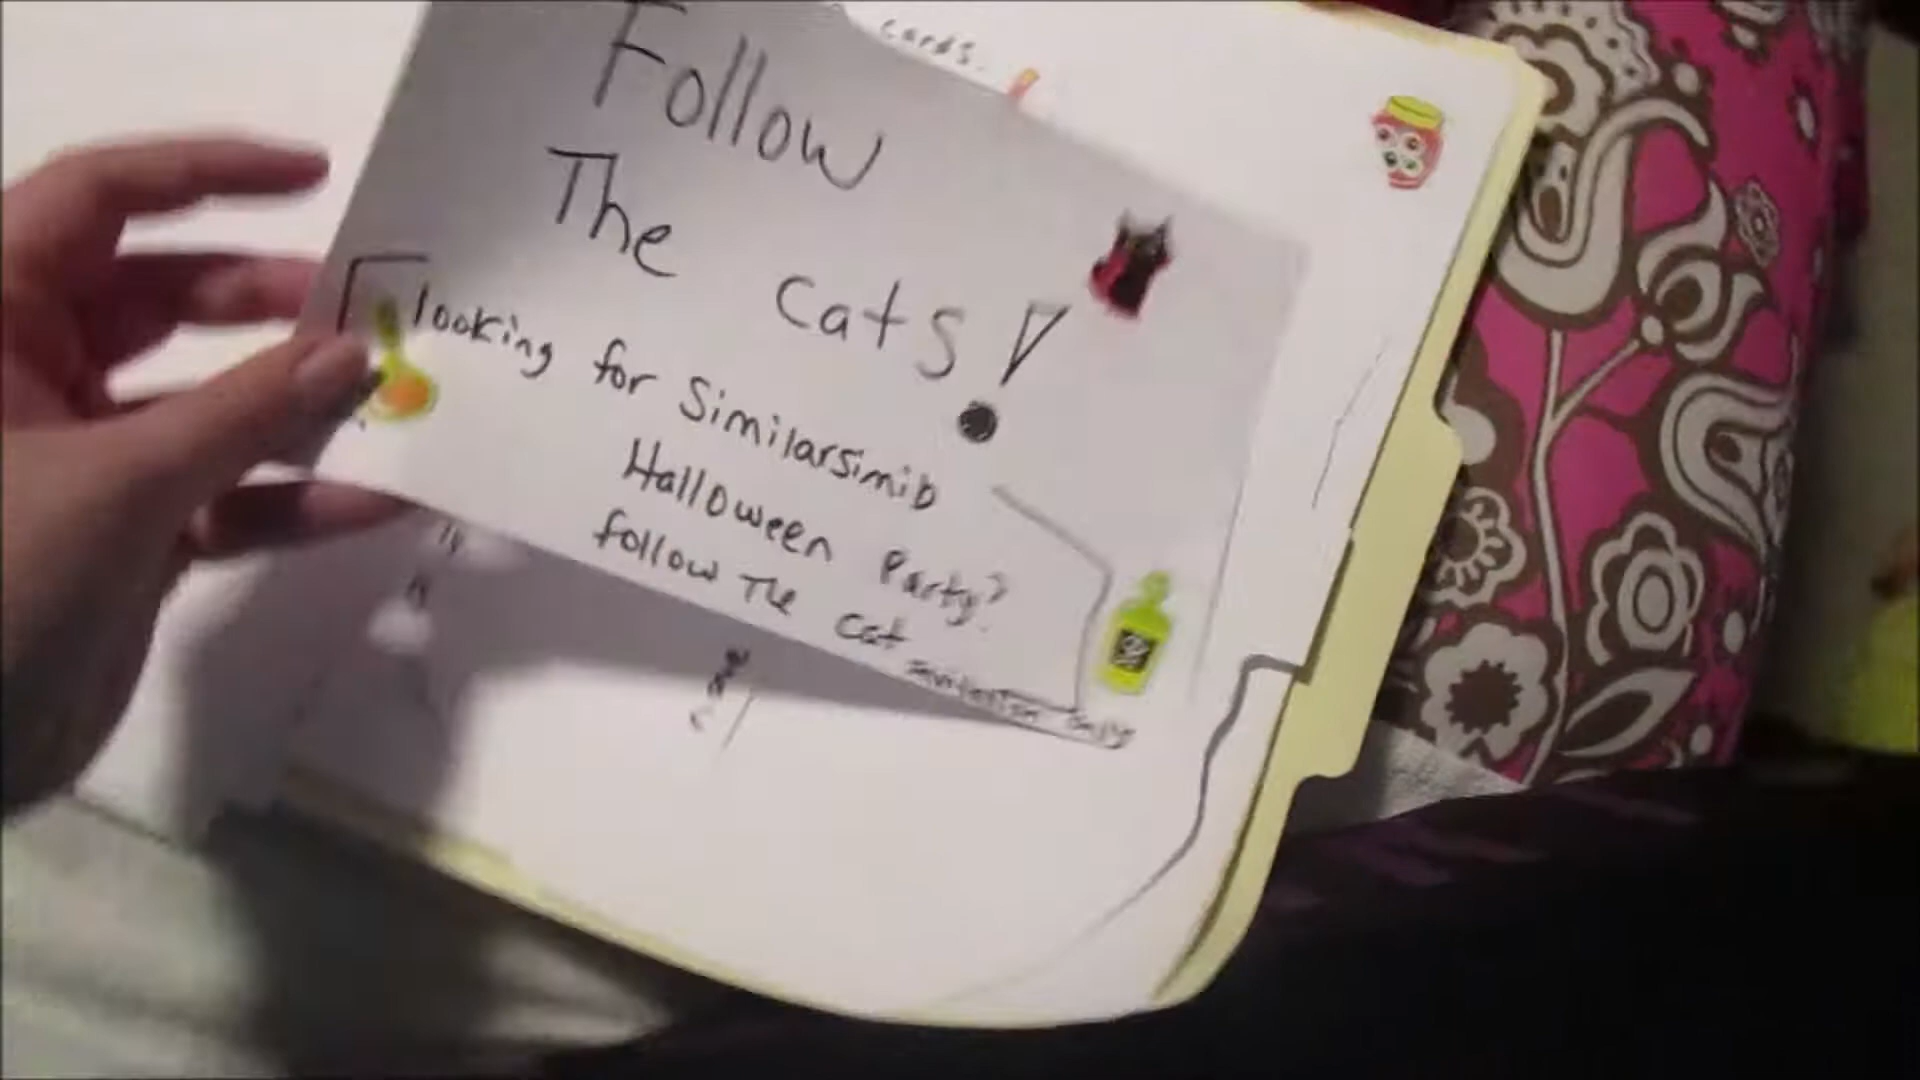 cards.
Follow
The cats!
looking for Similarsimib
Halloween Party?
follow The cat